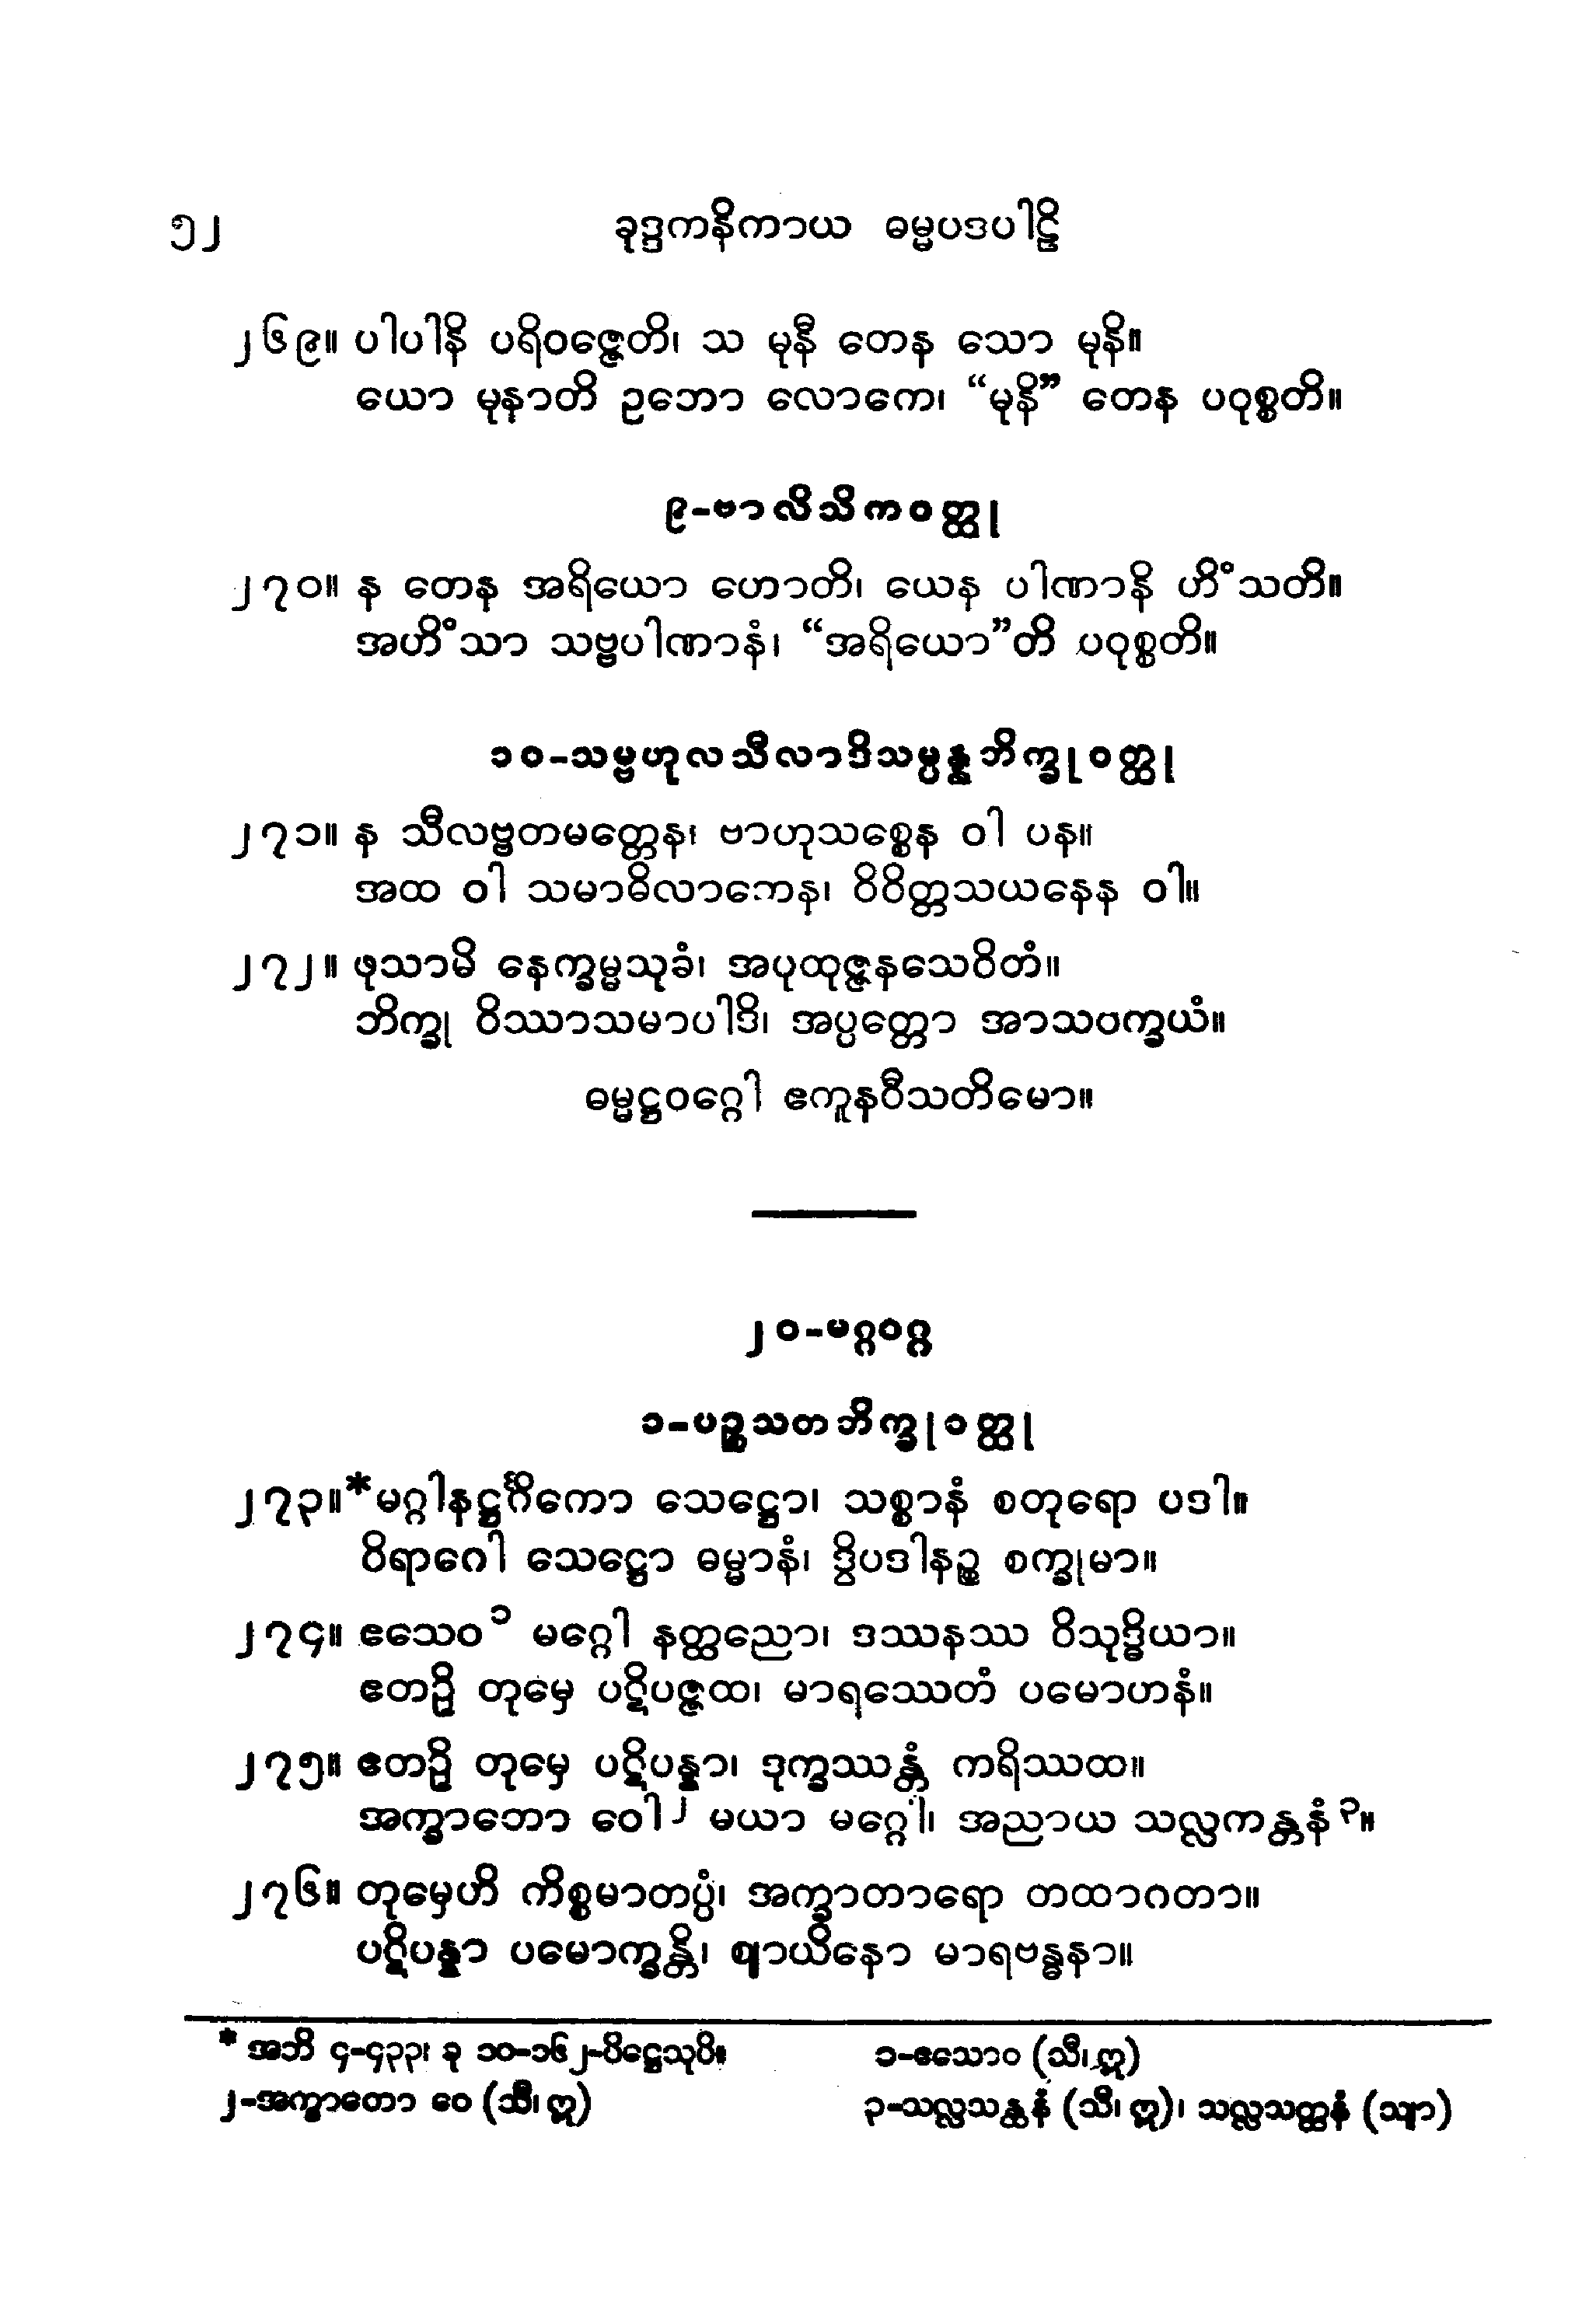 ၅၂ ခုဒ္ဒကနိကာယ ဓမ္မပဒပါဠိ
၂၆၉။ ပါပါနိ ပရိဝဇ္ဇေတိ၊ သ မုနီ တေန သော မုနိ။
ယော မုနာတိ ဥဘော လောကေ၊ “မုနိ” တေန ပဝုစ္စတိ။
၉-ဗာလိသိကဝတ္ထု
၂၇၀။ န တေန အရိယော ဟောတိ၊ ယေန ပါဏာနိ ဟိံသတိ။
အဟိံသာ သဗ္ဗပါဏာနံ၊ “အရိယော”တိ ပဝုစ္စတိ။
၁၀-သမ္ဗဟုလသီလာဒိသမ္ပန္နဘိက္ခုဝတ္ထု
၂၇၁။ န သီလဗ္ဗတမတ္တေန၊ ဗာဟုသစ္စေန ဝါ ပန။
အထ ဝါ သမာဓိလာဘေန၊ ဝိဝိတ္တသယနေန ဝါ။
၂၇၂။ ဖုသာမိ နေက္ခမ္မသုခံ၊ အပုထုဇ္ဇနသေဝိတံ။
ဘိက္ခု ဝိဿာသမာပါဒိ၊ အပ္ပတ္တော အာသဝက္ခယံ။
ဓမ္မဋ္ဌဝဂ္ဂေါ ဧကူနဝီသတိမော။
၂၀-မဂ္ဂဝဂ္ဂ
၁-ပဉ္စသတဘိက္ခုဝတ္ထု
၂၇၃။*မဂ္ဂါနဋ္ဌင်္ဂိကော သေဋ္ဌော၊ သစ္စာနံ စတုရော ပဒါ။
ဝိရာဂေါ သေဋ္ဌော ဓမ္မာနံ၊ ဒွိပဒါနဉ္စ စက္ခုမာ။
၂၇၄။ ဧသေဝ ၁ မဂ္ဂေါ နတ္ထညော၊ ဒဿနဿ ဝိသုဒ္ဓိယာ။
ဧတဉှိ တုမှေ ပဋိပဇ္ဇထ၊ မာရဿေတံ ပမောဟနံ။
၂၇၅။ ဧတဉှိ တုမှေ ပဋိပန္နာ၊ ဒုက္ခဿန္တံ ကရိဿထ။
အက္ခာတော ဝေါ ၂ မယာ မဂ္ဂေါ၊ အညာယ သလ္လကန္တနံ ၃။
၂၇၆။ တုမှေဟိ ကိစ္စမာတပ္ပံ၊ အက္ခာတာရော တထာဂတာ။
ပဋိပန္နာ ပမောက္ခန္တိ၊ ဈာယိနော မာရဗန္ဓနာ။
* အဘိ ၄-၄၃၃၊ ခု ၁၀-၁၆၂-ပိဋ္ဌေသုပိ။ ၁-ဧသောဝ (သီ၊ ဣ)
၂-အက္ခာတော ဝေ (သီ၊ ဣ) ၃-သလ္လသန္ထနံ (သီ၊ ဣ)၊ သလ္လသတ္ထနံ (သျာ)